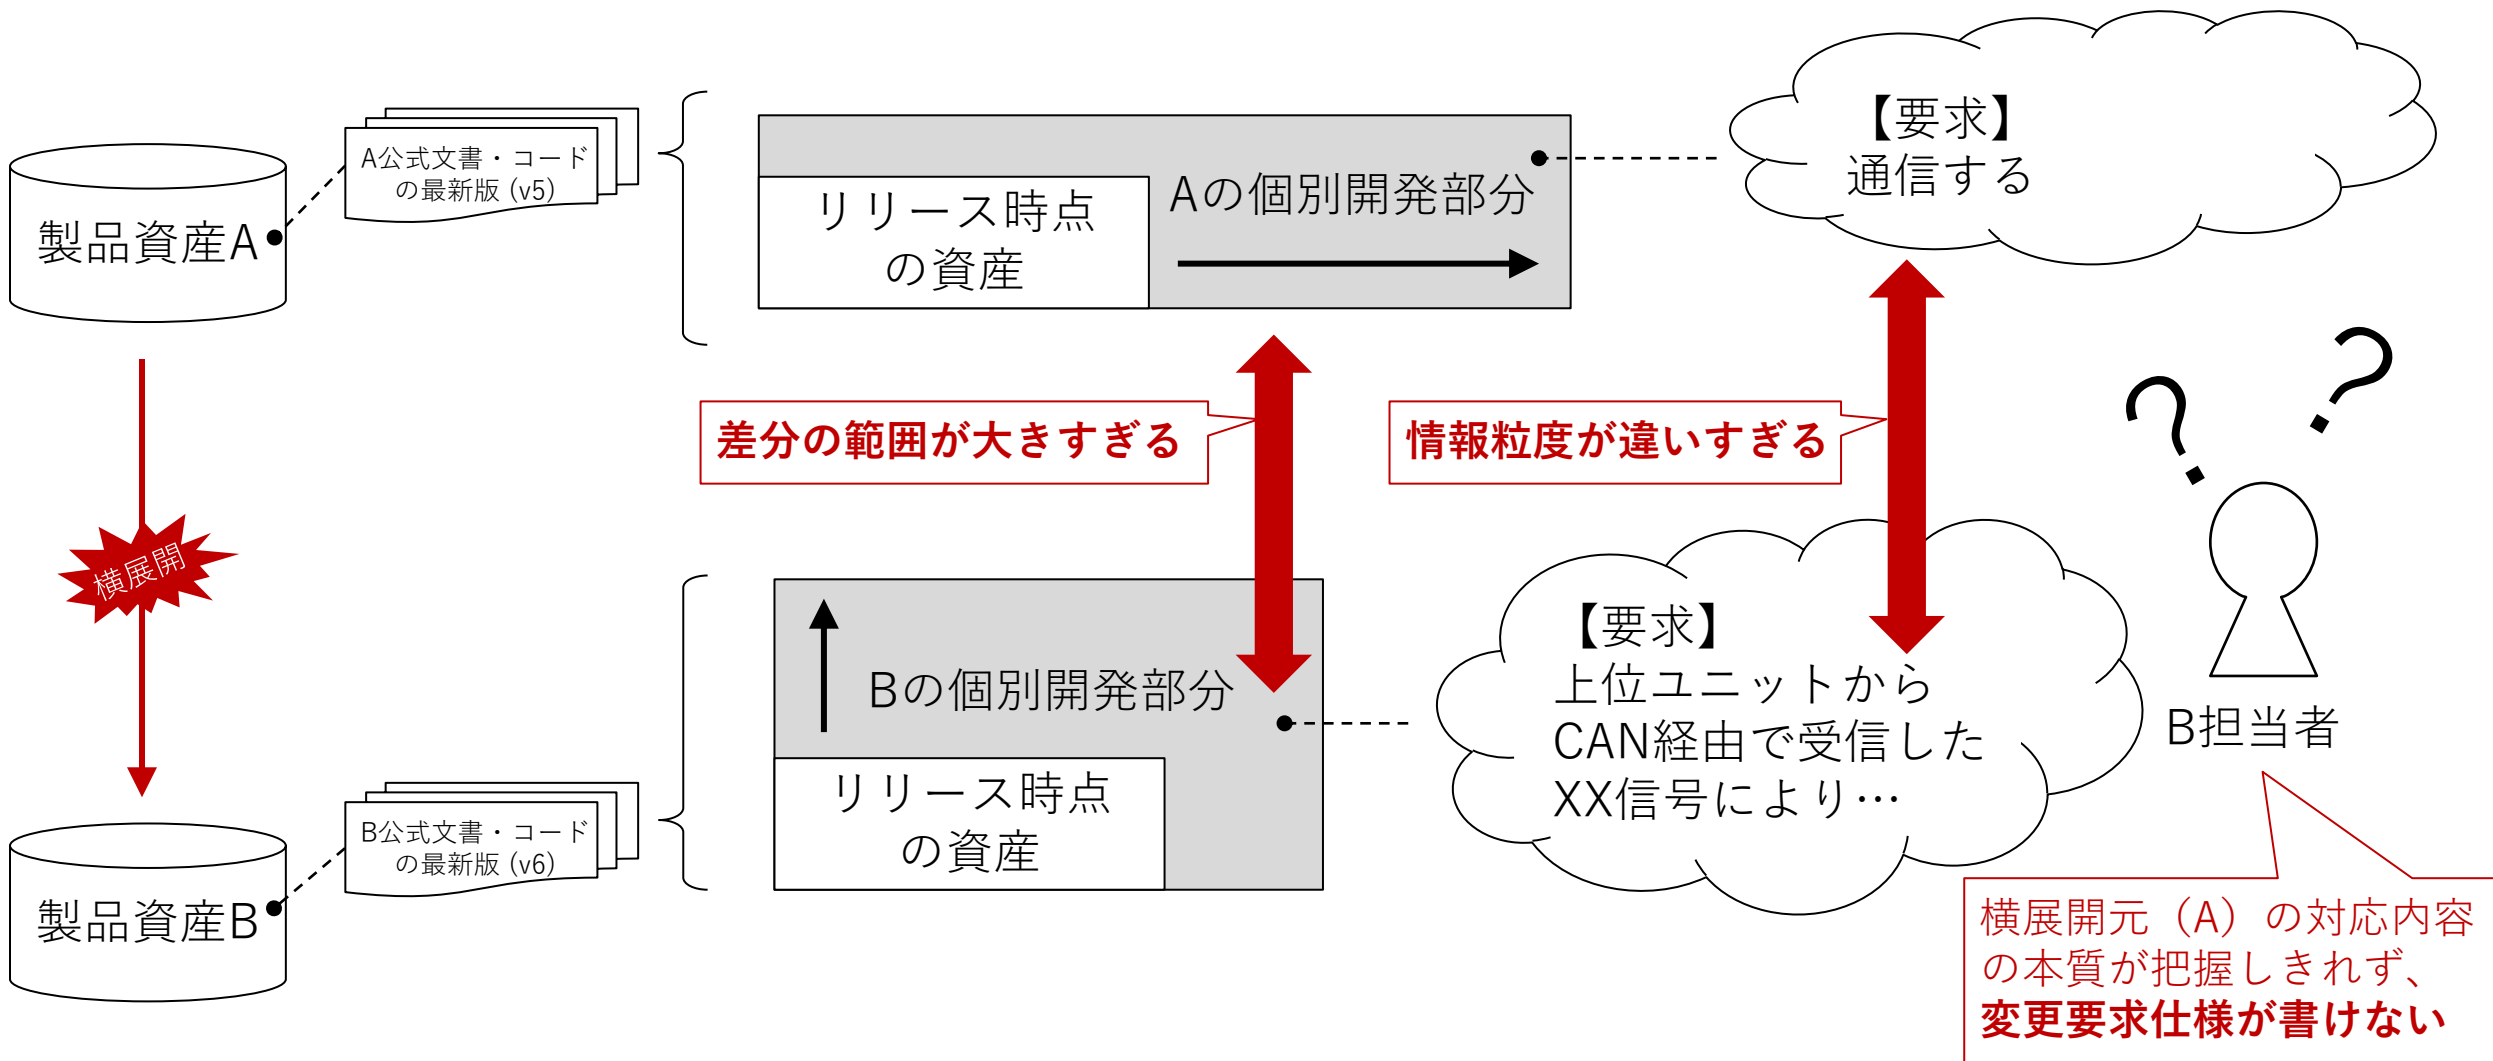 製品資産A
A公式文書・コード
の最新版 (v5)
リリース時点
の資産
Aの個別開発部分
【要求】
通信する
差分の範囲が大きすぎる
情報粒度が違いすぎる
?
?
横展開
製品資産B
B公式文書・コード
の最新版 (v6)
Bの個別開発部分
リリース時点
の資産
【要求】
上位ユニットから
CAN経由で受信した
XX信号により…
B担当者
横展開元（A）の対応内容
の本質が把握しきれず、
変更要求仕様が書けない